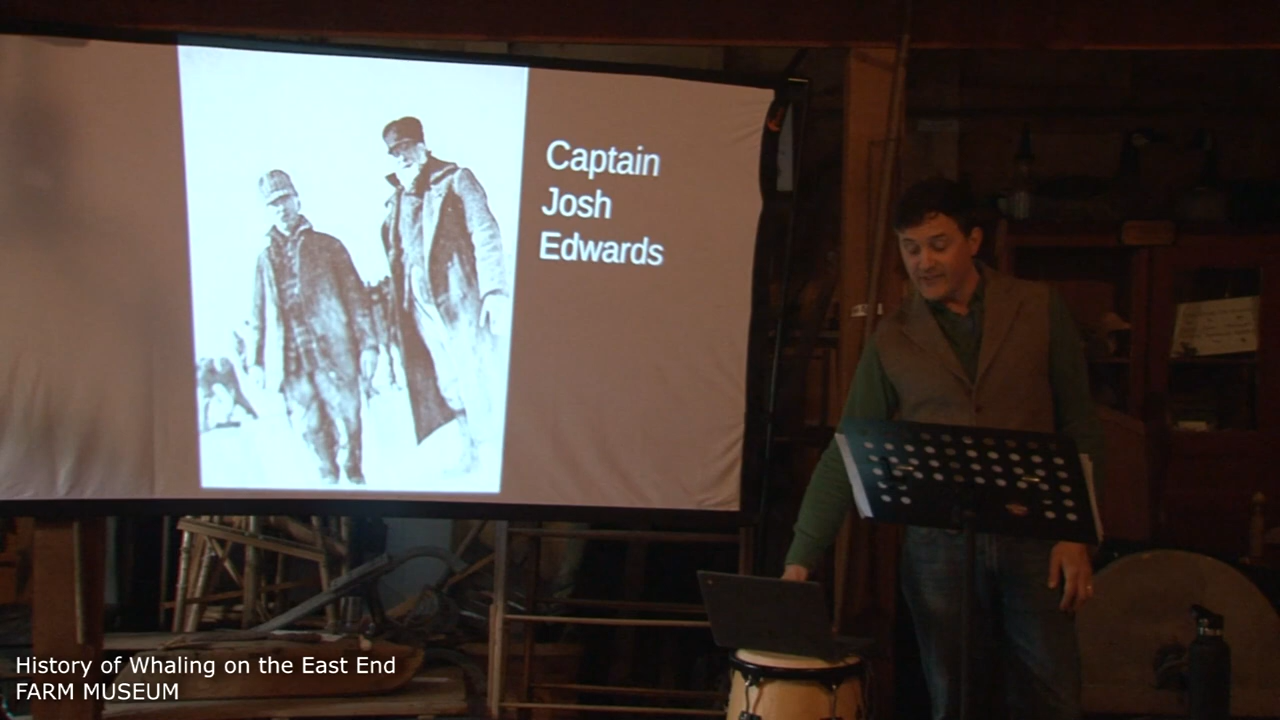 Captain
Josh
Edwards
History of Whaling on the East End
FARM MUSEUM